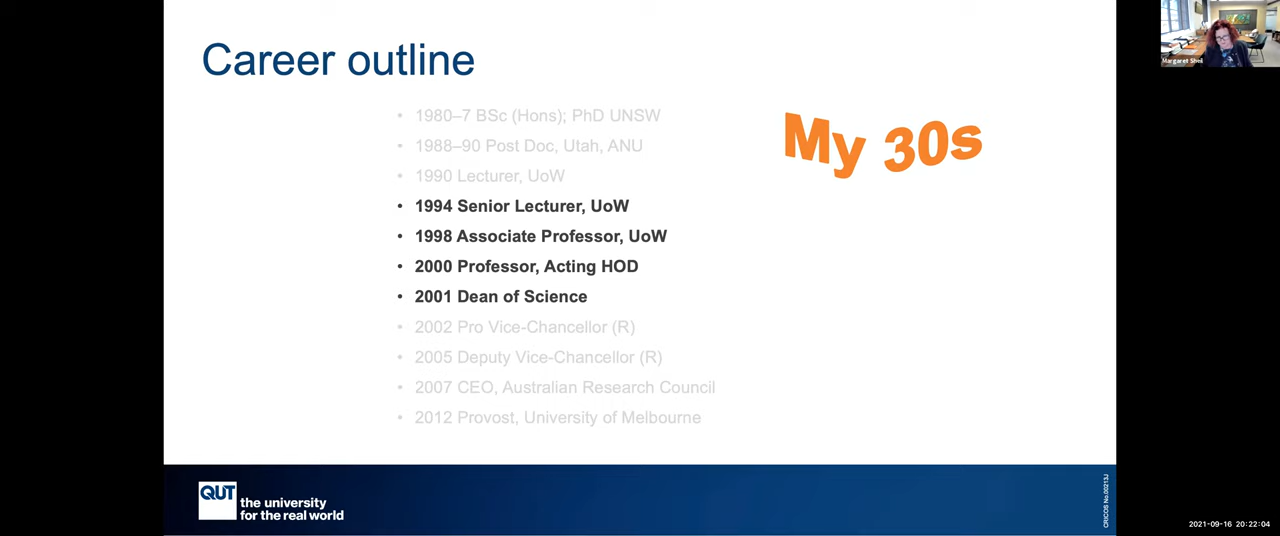 Career outline
My 30s
• 1980–7 BSc (Hons); PhD UNSW
• 1988–90 Post Doc, Utah, ANU
• 1990 Lecturer, UoW
• 1994 Senior Lecturer, UoW
• 1998 Associate Professor, UoW
• 2000 Professor, Acting HOD
• 2001 Dean of Science
• 2002 Pro Vice-Chancellor (R)
• 2005 Deputy Vice-Chancellor (R)
• 2007 CEO, Australian Research Council
• 2012 Provost, University of Melbourne
QUT
the university
for the real world
CRICOS No.00213J
Margaret Sheil
2021-09-16 20:22:04